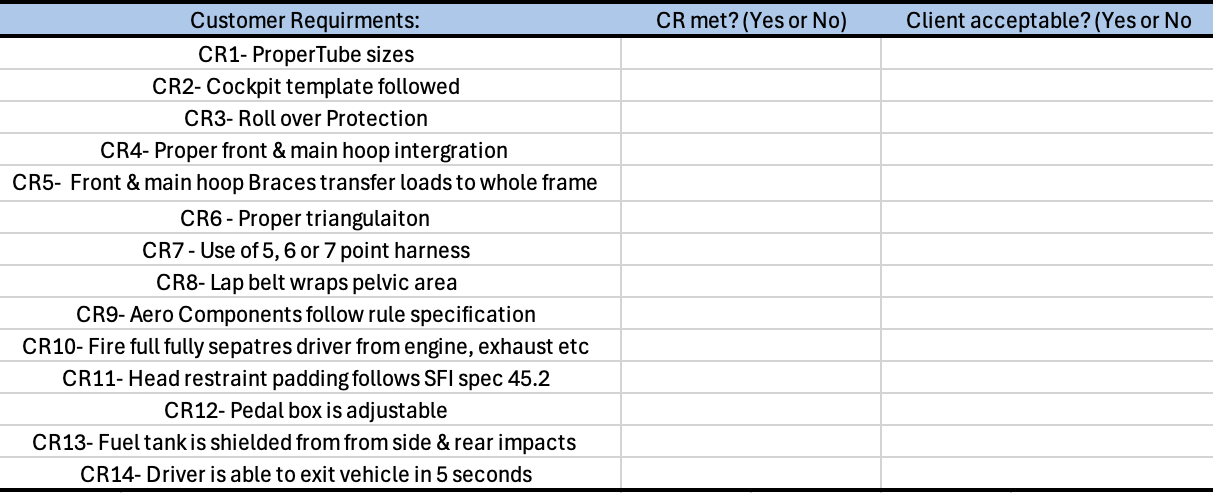 Customer Requirments: CR met? (Yes or No) Client acceptable? (Yes or No
CR1- ProperTube sizes
CR2- Cockpit template followed
CR3- Roll over Protection
CR4- Proper front & main hoop intergration
CR5- Front & main hoop Braces transfer loads to whole frame
CR6 - Proper triangulaiton
CR7 - Use of 5, 6 or 7 point harness
CR8- Lap belt wraps pelvic area
CR9- Aero Components follow rule specification
CR10- Fire full fully sepatres driver from engine, exhaust etc
CR11- Head restraint padding follows SFI spec 45.2
CR12- Pedal box is adjustable
CR13- Fuel tank is shielded from from side & rear impacts
CR14- Driver is able to exit vehicle in 5 seconds